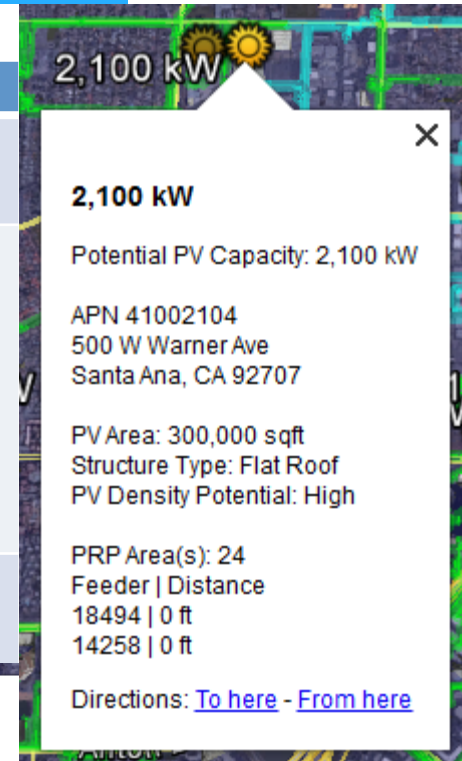 2,100 kW
2,100 kW
Potential PV Capacity: 2,100 kW
APN 41002104
500 W Warner Ave
Santa Ana, CA 92707
PV Area: 300,000 sqft
Structure Type: Flat Roof
PV Density Potential: High
PRP Area(s): 24
Feeder | Distance
18494 | 0 ft
14258 | 0 ft
Directions: To here - From here